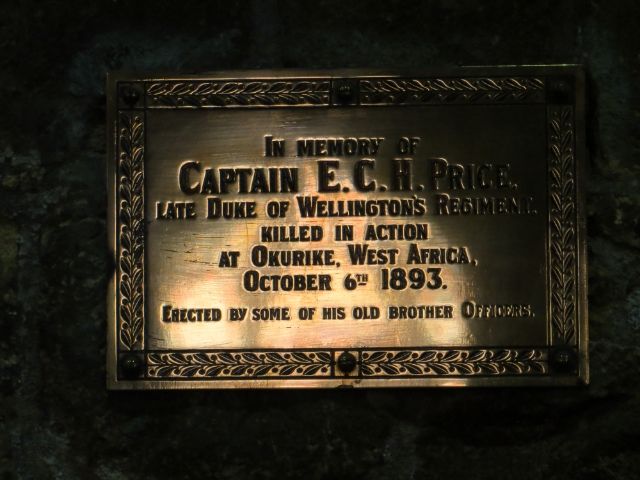 In memory of
Captain E.C.H. Price.
late Duke of Wellington's Regiment.
killed in action
at Okurike, West Africa,
October 6th 1893.
Erected by some of his old brother Officers.